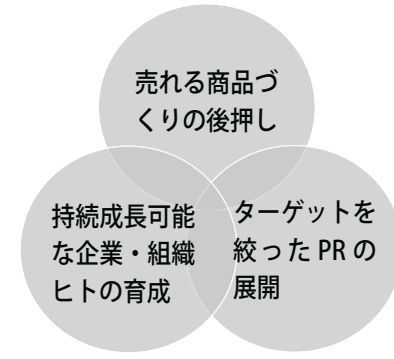 売れる商品づ
くりの後押し
持続成長可能
な企業・組織
ヒトの育成
ターゲットを
絞った PR の
展開